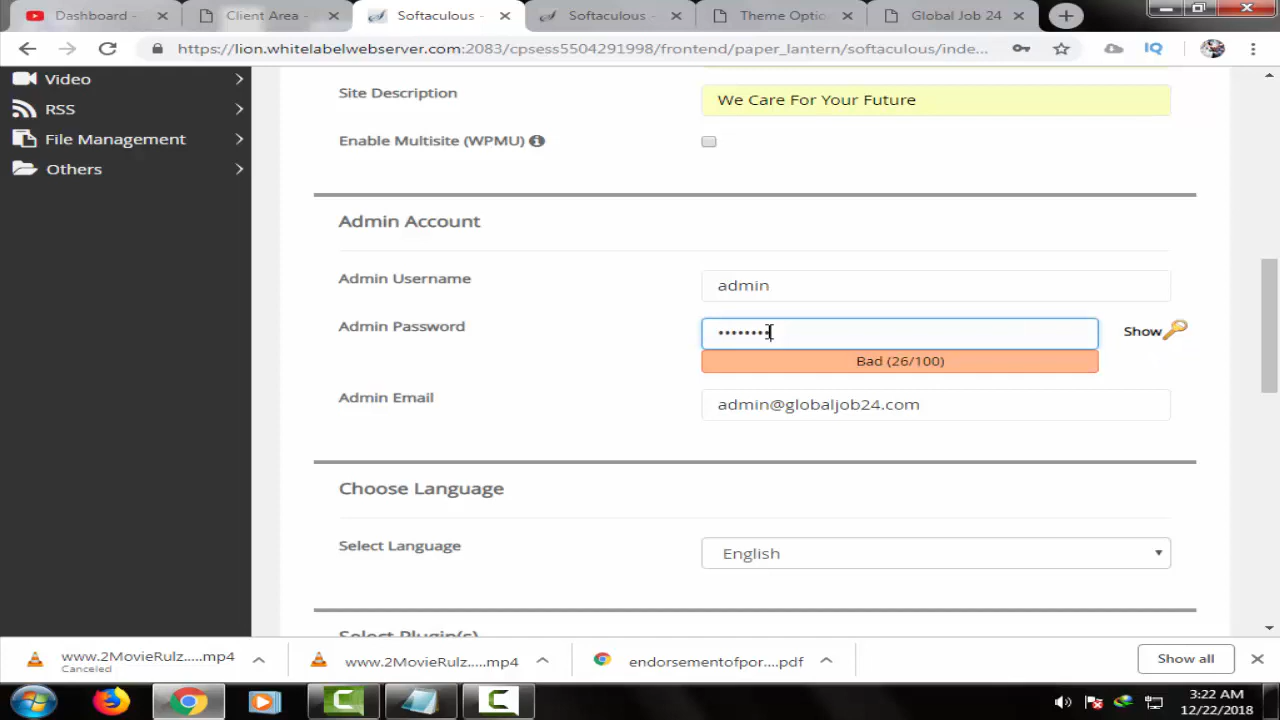 Dashboard -
Client Area -
Softaculous -
Softaculous -
Theme Optio
Global Job 24
https://lion.whitelabelwebserver.com:2083/cpsess5504291998/frontend/paper_lantern/softaculous/inde...
IQ
Video
RSS
File Management
Others
Site Description
We Care For Your Future
Enable Multisite (WPMU)
Admin Account
Admin Username
admin
Admin Password
••••••••
Show
Bad (26/100)
Admin Email
admin@globaljob24.com
Choose Language
Select Language
English
Select Plugin(s)
www.2MovieRulz.....mp4
Canceled
www.2MovieRulz.....mp4
endorsementofpor....pdf
Show all
3:22 AM
12/22/2018